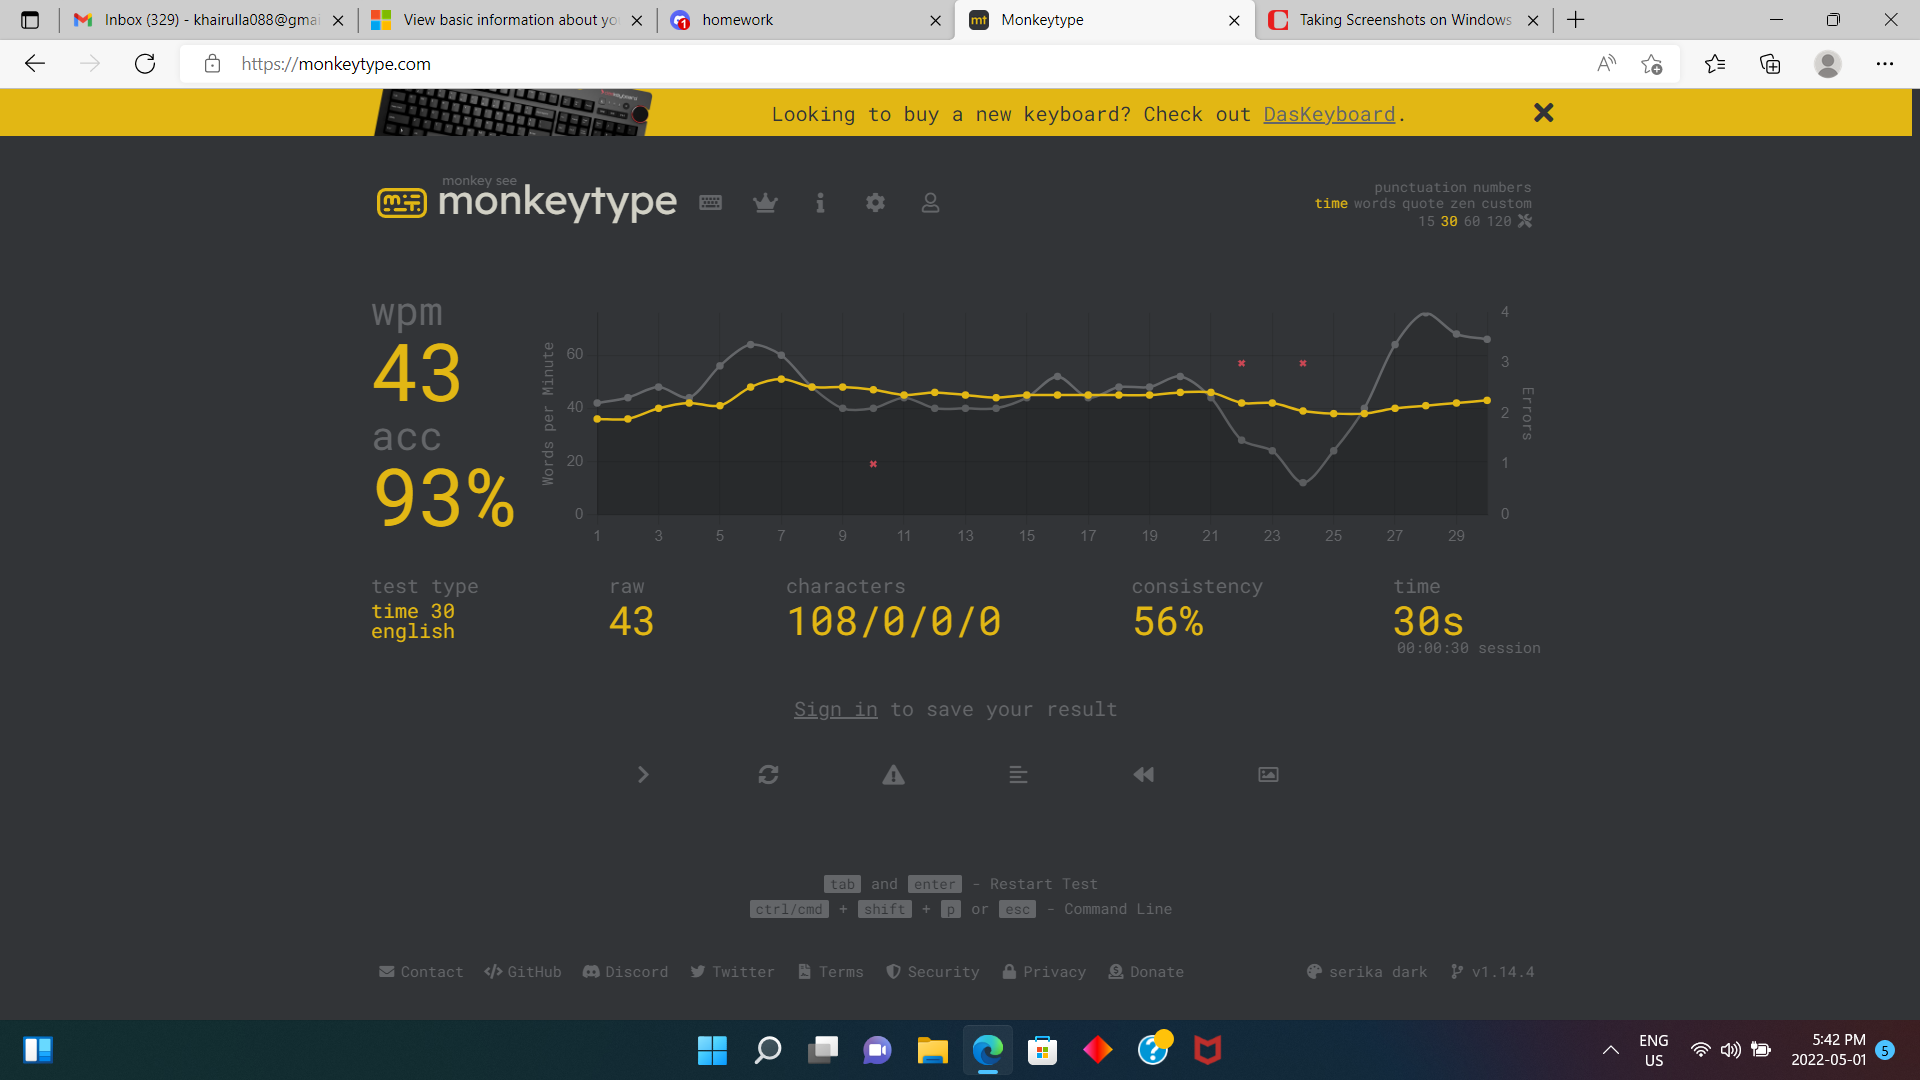 Inbox (329) - khairulla088@gmai
View basic information about you
homework
Monkeytype
Taking Screenshots on Windows
https://monkeytype.com
Looking to buy a new keyboard? Check out DasKeyboard.
monkey see
monkeytype
punctuation numbers
time words quote zen custom
15 30 60 120
wpm
43
acc
93%
Words per Minute
60
40
20
0
4
3
2
1
0
Errors
1 3 5 7 9 11 13 15 17 19 21 23 25 27 29
test type
time 30
english
raw
43
characters
108/0/0/0
consistency
56%
time
30s
00:00:30 session
Sign in to save your result
tab and enter - Restart Test
ctrl/cmd + shift + p or esc - Command Line
Contact GitHub Discord Twitter Terms Security Privacy Donate serika dark v1.14.4
ENG
US
5:42 PM
2022-05-01
5